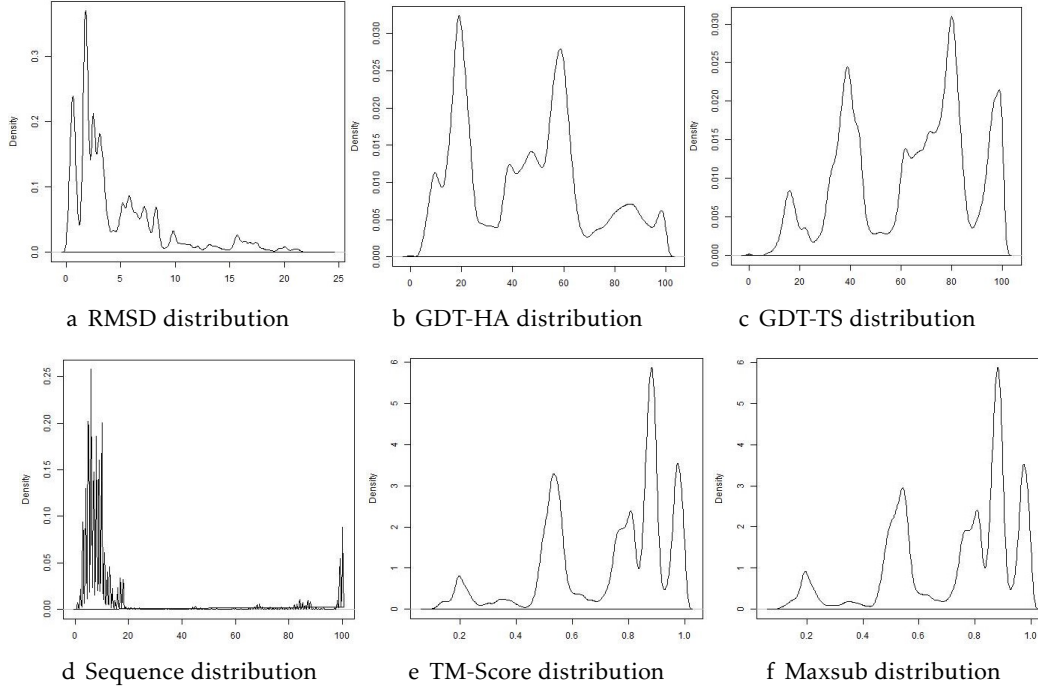 Density
0.0 0.1 0.2 0.3
0 5 10 15 20 25
a RMSD distribution
Density
0.000 0.005 0.010 0.015 0.020 0.025 0.030
0 20 40 60 80 100
b GDT-HA distribution
Density
0.000 0.005 0.010 0.015 0.020 0.025 0.030
0 20 40 60 80 100
c GDT-TS distribution
Density
0.00 0.05 0.10 0.15 0.20 0.25
0 20 40 60 80 100
d Sequence distribution
Density
0 1 2 3 4 5 6
0.2 0.4 0.6 0.8 1.0
e TM-Score distribution
Density
0 1 2 3 4 5 6
0.2 0.4 0.6 0.8 1.0
f Maxsub distribution